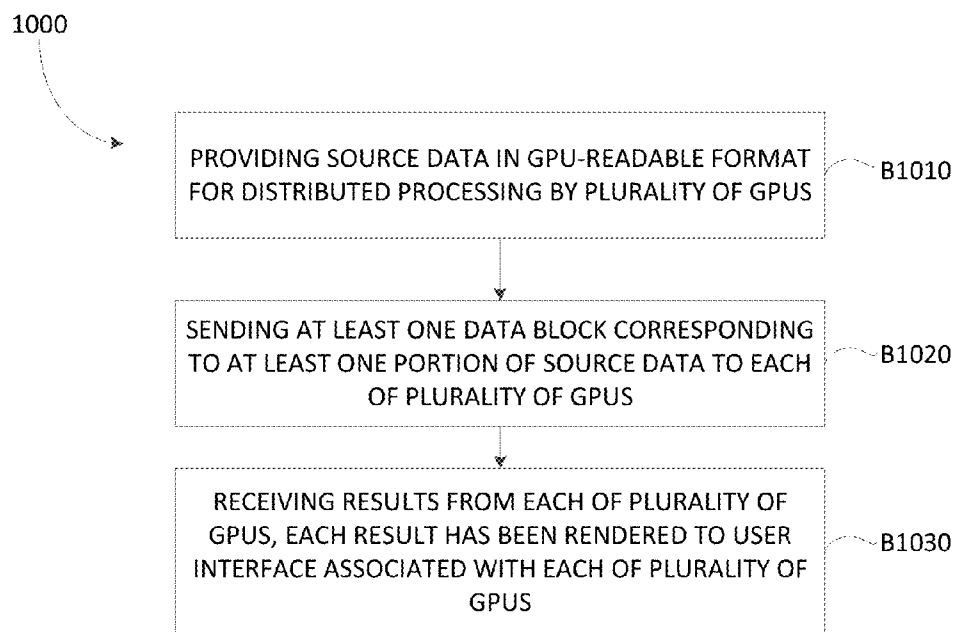 1000
PROVIDING SOURCE DATA IN GPU-READABLE FORMAT
FOR DISTRIBUTED PROCESSING BY PLURALITY OF GPUS
B1010
SENDING AT LEAST ONE DATA BLOCK CORRESPONDING
TO AT LEAST ONE PORTION OF SOURCE DATA TO EACH
OF PLURALITY OF GPUS
B1020
RECEIVING RESULTS FROM EACH OF PLURALITY OF
GPUS, EACH RESULT HAS BEEN RENDERED TO USER
INTERFACE ASSOCIATED WITH EACH OF PLURALITY OF
GPUS
B1030